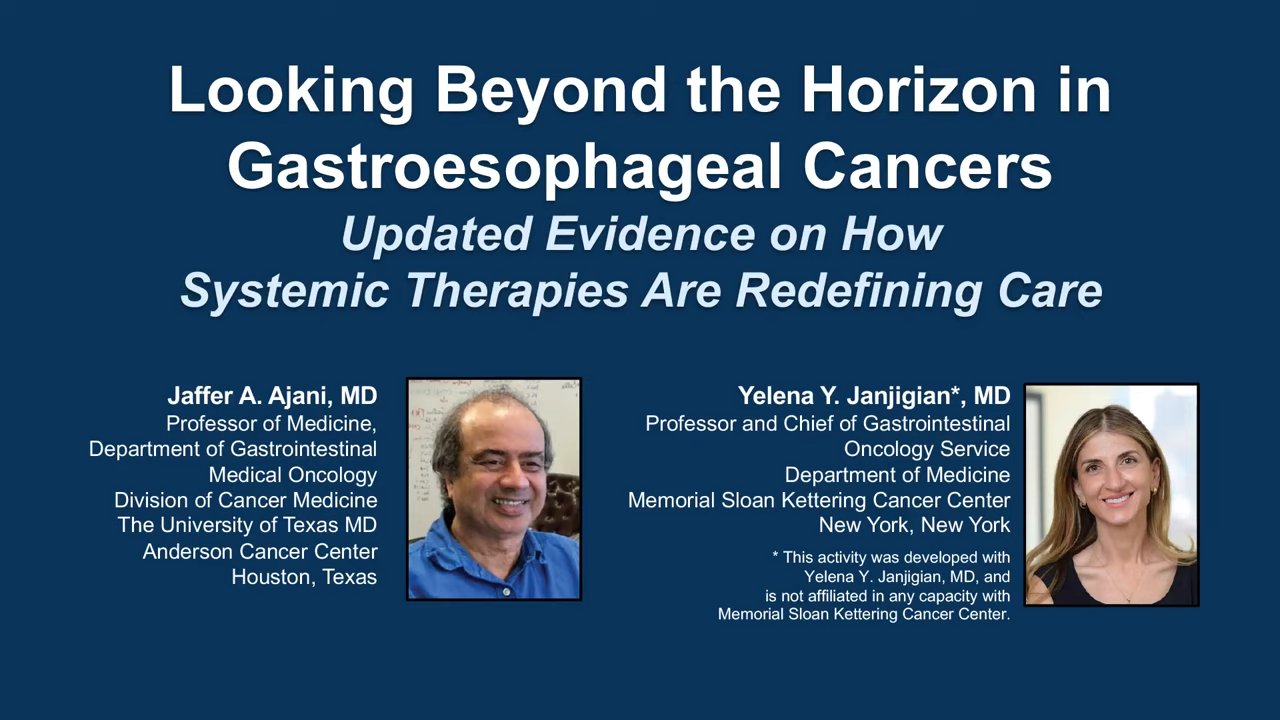 Looking Beyond the Horizon in
Gastroesophageal Cancers
Updated Evidence on How
Systemic Therapies Are Redefining Care
Jaffer A. Ajani, MD
Professor of Medicine,
Department of Gastrointestinal
Medical Oncology
Division of Cancer Medicine
The University of Texas MD
Anderson Cancer Center
Houston, Texas
Yelena Y. Janjigian*, MD
Professor and Chief of Gastrointestinal
Oncology Service
Department of Medicine
Memorial Sloan Kettering Cancer Center
New York, New York
* This activity was developed with
Yelena Y. Janjigian, MD, and
is not affiliated in any capacity with
Memorial Sloan Kettering Cancer Center.